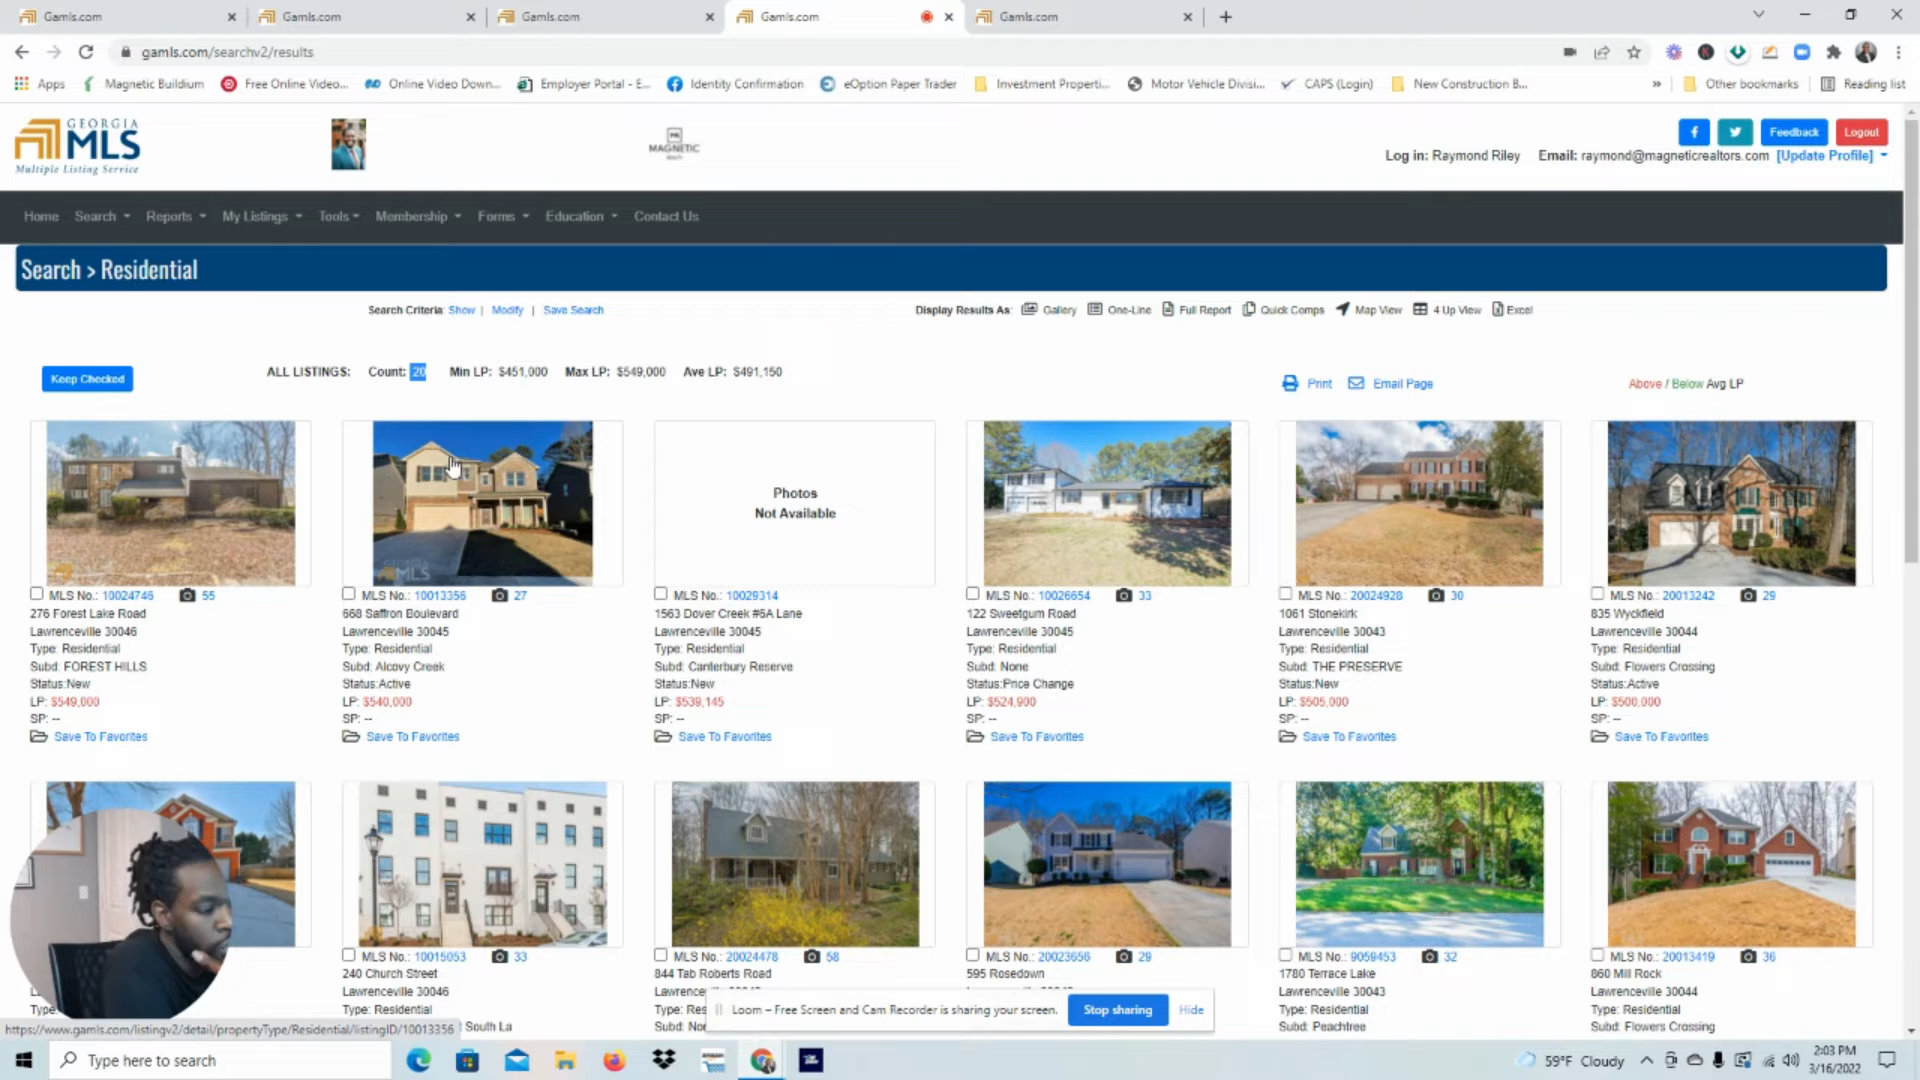 Gamls.com
Gamls.com
Gamls.com
Gamls.com
Gamls.com
gamls.com/searchv2/results
Apps
Magnetic Buildium
Free Online Video...
Online Video Down...
Employer Portal - E...
Identity Confirmation
eOption Paper Trader
Investment Properti...
Motor Vehicle Divisi...
CAPS (Login)
New Construction B...
»
Other bookmarks
Reading list
GEORGIA
MLS
Multiple Listing Service
MAGNETIC
Feedback
Logout
Log in: Raymond Riley Email: raymond@magneticrealtors.com [Update Profile]
Home Search Reports My Listings Tools Membership Forms Education Contact Us
Search > Residential
Search Criteria: Show | Modify | Save Search
Display Results As: Gallery One-Line Full Report Quick Comps Map View 4 Up View Excel
Keep Checked
ALL LISTINGS: Count: 20 Min LP: $451,000 Max LP: $549,000 Ave LP: $491,150
Print Email Page
Above / Below Avg LP
MLS No.: 10024746 55
276 Forest Lake Road
Lawrenceville 30046
Type: Residential
Subd: FOREST HILLS
Status:New
LP: $549,000
SP: --
Save To Favorites
MLS No.: 10013356 27
668 Saffron Boulevard
Lawrenceville 30045
Type: Residential
Subd: Alcovy Creek
Status:Active
LP: $540,000
SP: --
Save To Favorites
Photos
Not Available
MLS No.: 10029314
1563 Dover Creek #6A Lane
Lawrenceville 30045
Type: Residential
Subd: Canterbury Reserve
Status:New
LP: $539,145
SP: --
Save To Favorites
MLS No.: 10026654 33
122 Sweetgum Road
Lawrenceville 30045
Type: Residential
Subd: None
Status:Price Change
LP: $524,900
SP: --
Save To Favorites
MLS No.: 20024928 30
1061 Stonekirk
Lawrenceville 30043
Type: Residential
Subd: THE PRESERVE
Status:New
LP: $505,000
SP: --
Save To Favorites
MLS No.: 20013242 29
835 Wyckfield
Lawrenceville 30044
Type: Residential
Subd: Flowers Crossing
Status:Active
LP: $500,000
SP: --
Save To Favorites
MLS No.: 10015053 33
240 Church Street
Lawrenceville 30046
Type: Residential
South La
MLS No.: 20024478 58
844 Tab Roberts Road
Lawrence
Type: Res
Subd: No
MLS No.: 20023656 29
595 Rosedown
MLS No.: 9059453 32
1780 Terrace Lake
Lawrenceville 30043
Type: Residential
Subd: Peachtree
MLS No.: 20013419 36
860 Mill Rock
Lawrenceville 30044
Type: Residential
Subd: Flowers Crossing
Loom – Free Screen and Cam Recorder is sharing your screen.
Stop sharing
Hide
https://www.gamls.com/listingv2/detail/propertyType/Residential/listingID/10013356
Type here to search
59°F Cloudy
2:03 PM
3/16/2022